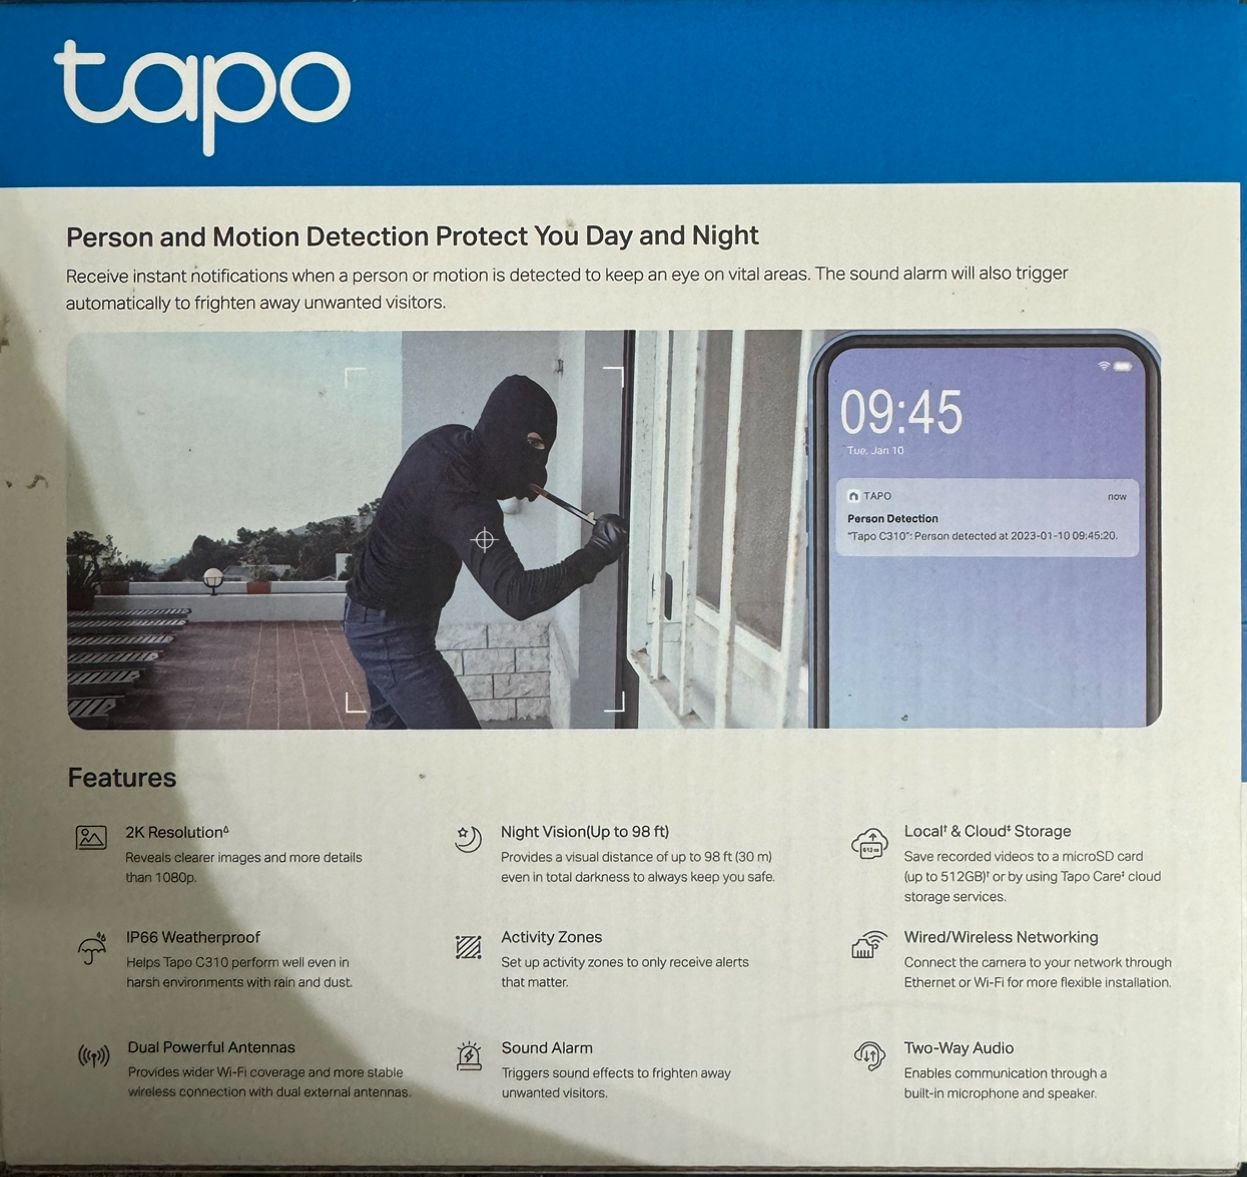 tapo
Person and Motion Detection Protect You Day and Night
Receive instant notifications when a person or motion is detected to keep an eye on vital areas. The sound alarm will also trigger
automatically to frighten away unwanted visitors.
09:45
Tue, Jan 10
TAPO now
Person Detection
"Tapo C310": Person detected at 2023-01-10 09:45:20.
Features
2K Resolution△
Reveals clearer images and more details
than 1080p.
Night Vision(Up to 98 ft)
Provides a visual distance of up to 98 ft (30 m)
even in total darkness to always keep you safe.
Local† & Cloud‡ Storage
512GB
Save recorded videos to a microSD card
(up to 512GB)† or by using Tapo Care‡ cloud
storage services.
IP66 Weatherproof
Helps Tapo C310 perform well even in
harsh environments with rain and dust.
Activity Zones
Set up activity zones to only receive alerts
that matter.
Wired/Wireless Networking
Connect the camera to your network through
Ethernet or Wi-Fi for more flexible installation.
Dual Powerful Antennas
Provides wider Wi-Fi coverage and more stable
wireless connection with dual external antennas.
Sound Alarm
Triggers sound effects to frighten away
unwanted visitors.
Two-Way Audio
Enables communication through a
built-in microphone and speaker.